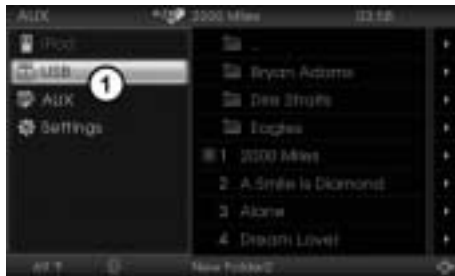 AUX 2000 Miles 03:58
iPod
USB
1
AUX
Settings
..
Bryan Adams
Dire Straits
Eagles
1 2000 Miles
2 A Smile Is Diamond
3 Alone
4 Dream Lover
New Folder2